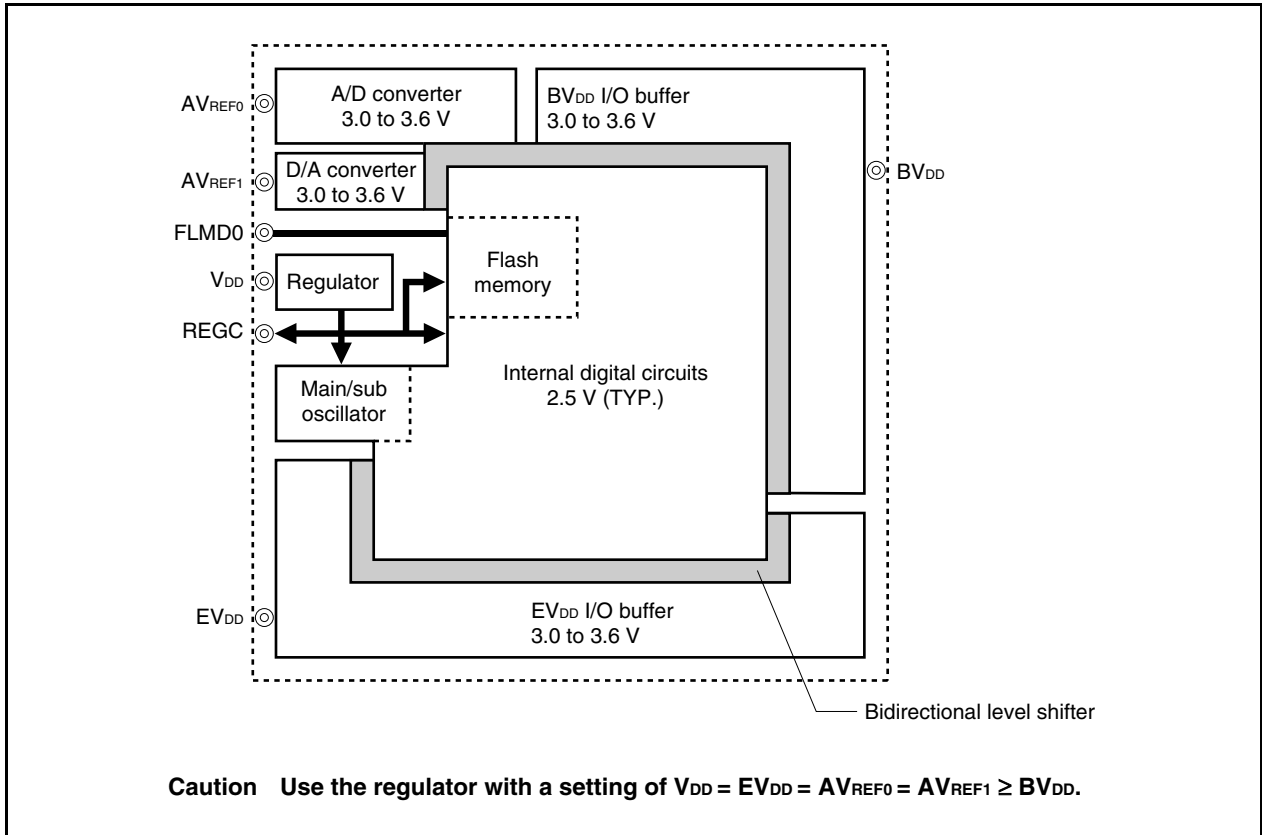 AVREF0
A/D converter
3.0 to 3.6 V
BVDD I/O buffer
3.0 to 3.6 V
AVREF1
D/A converter
3.0 to 3.6 V
BVDD
FLMD0
Flash
memory
VDD
Regulator
REGC
Internal digital circuits
2.5 V (TYP.)
Main/sub
oscillator
EVDD
EVDD I/O buffer
3.0 to 3.6 V
Bidirectional level shifter
Caution Use the regulator with a setting of VDD = EVDD = AVREF0 = AVREF1 ≥ BVDD.